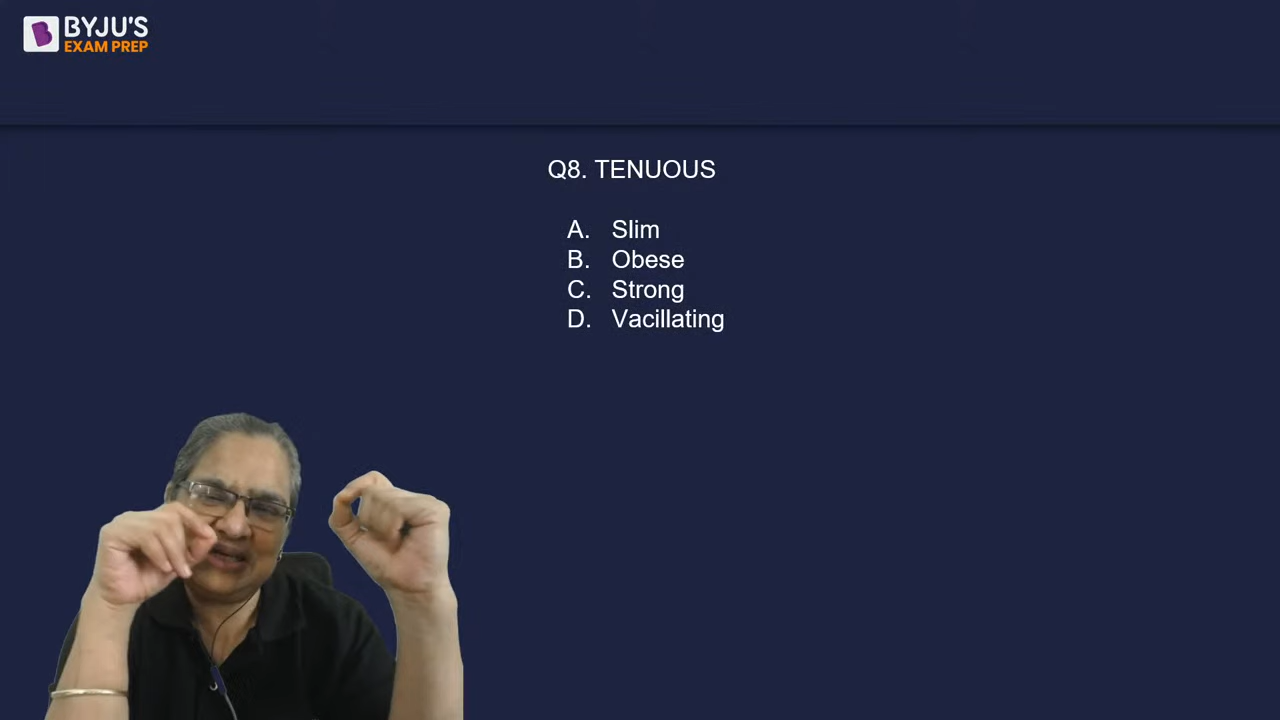 BYJU'S
EXAM PREP
Q8. TENUOUS
A. Slim
B. Obese
C. Strong
D. Vacillating